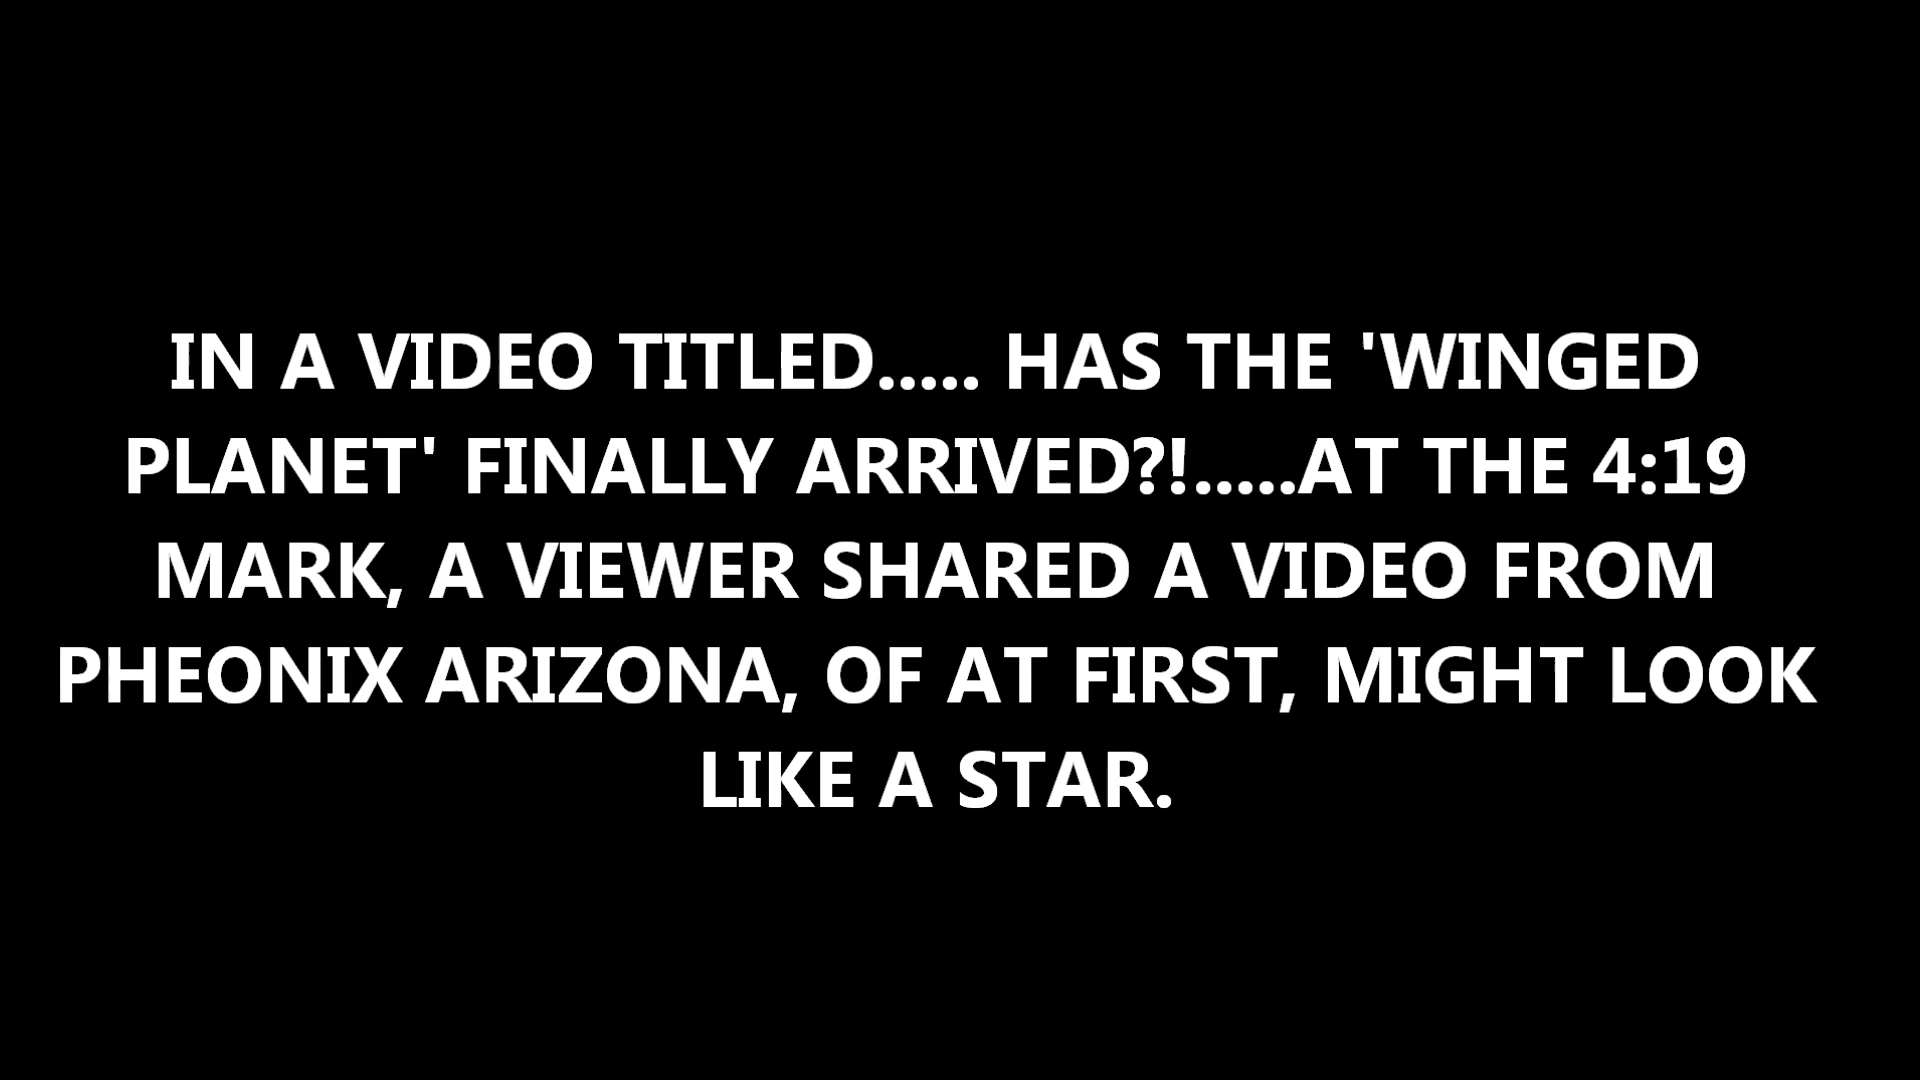 IN A VIDEO TITLED..... HAS THE 'WINGED
PLANET' FINALLY ARRIVED?!.....AT THE 4:19
MARK, A VIEWER SHARED A VIDEO FROM
PHEONIX ARIZONA, OF AT FIRST, MIGHT LOOK
LIKE A STAR.